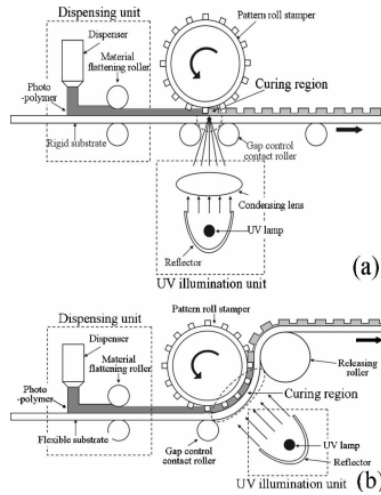 Dispensing unit
Dispenser
Material
flattening roller
Photo
-polymer
Rigid substrate
Pattern roll stamper
Curing region
Gap control
contact roller
Condensing lens
UV lamp
Reflector
UV illumination unit
(a)
Dispensing unit
Dispenser
Material
flattening roller
Photo
-polymer
Flexible substrate
Pattern roll stamper
Gap control
contact roller
Releasing
roller
Curing region
UV lamp
Reflector
UV illumination unit
(b)